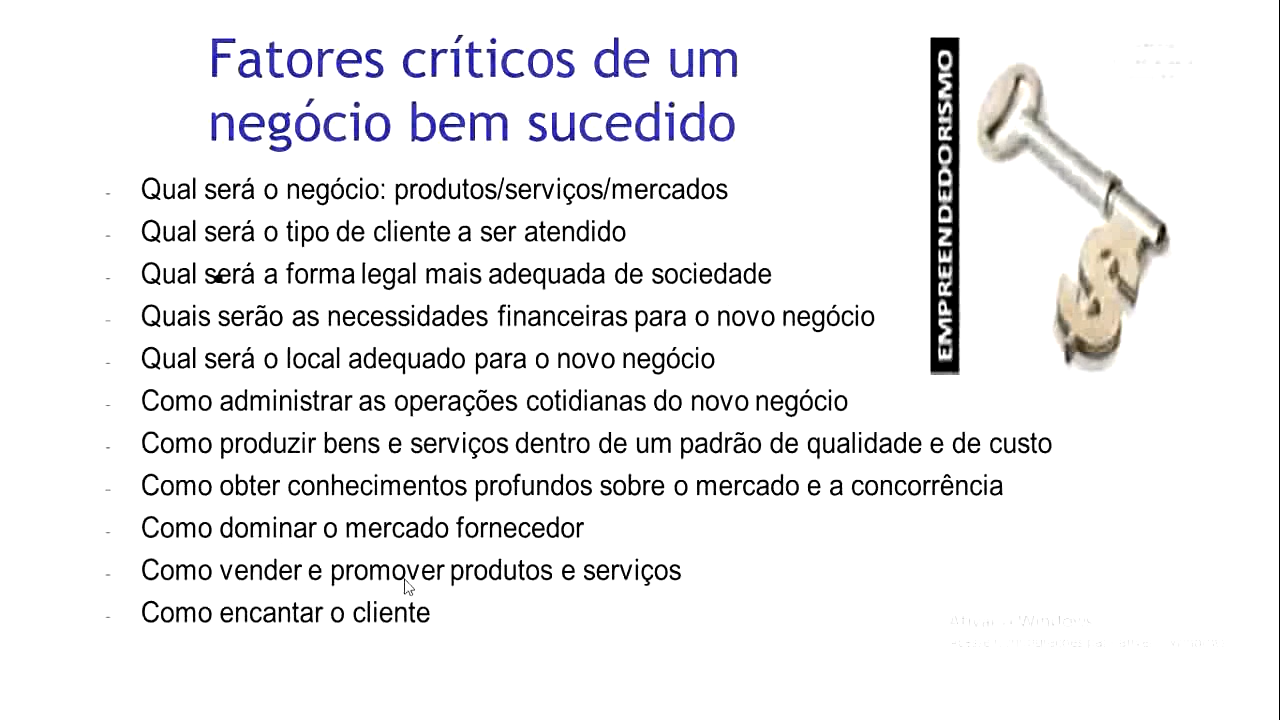 Fatores críticos de um
negócio bem sucedido
- Qual será o negócio: produtos/serviços/mercados
- Qual será o tipo de cliente a ser atendido
- Qual será a forma legal mais adequada de sociedade
- Quais serão as necessidades financeiras para o novo negócio
- Qual será o local adequado para o novo negócio
- Como administrar as operações cotidianas do novo negócio
- Como produzir bens e serviços dentro de um padrão de qualidade e de custo
- Como obter conhecimentos profundos sobre o mercado e a concorrência
- Como dominar o mercado fornecedor
- Como vender e promover produtos e serviços
- Como encantar o cliente
EMPREENDEDORISMO
Ativar o Windows